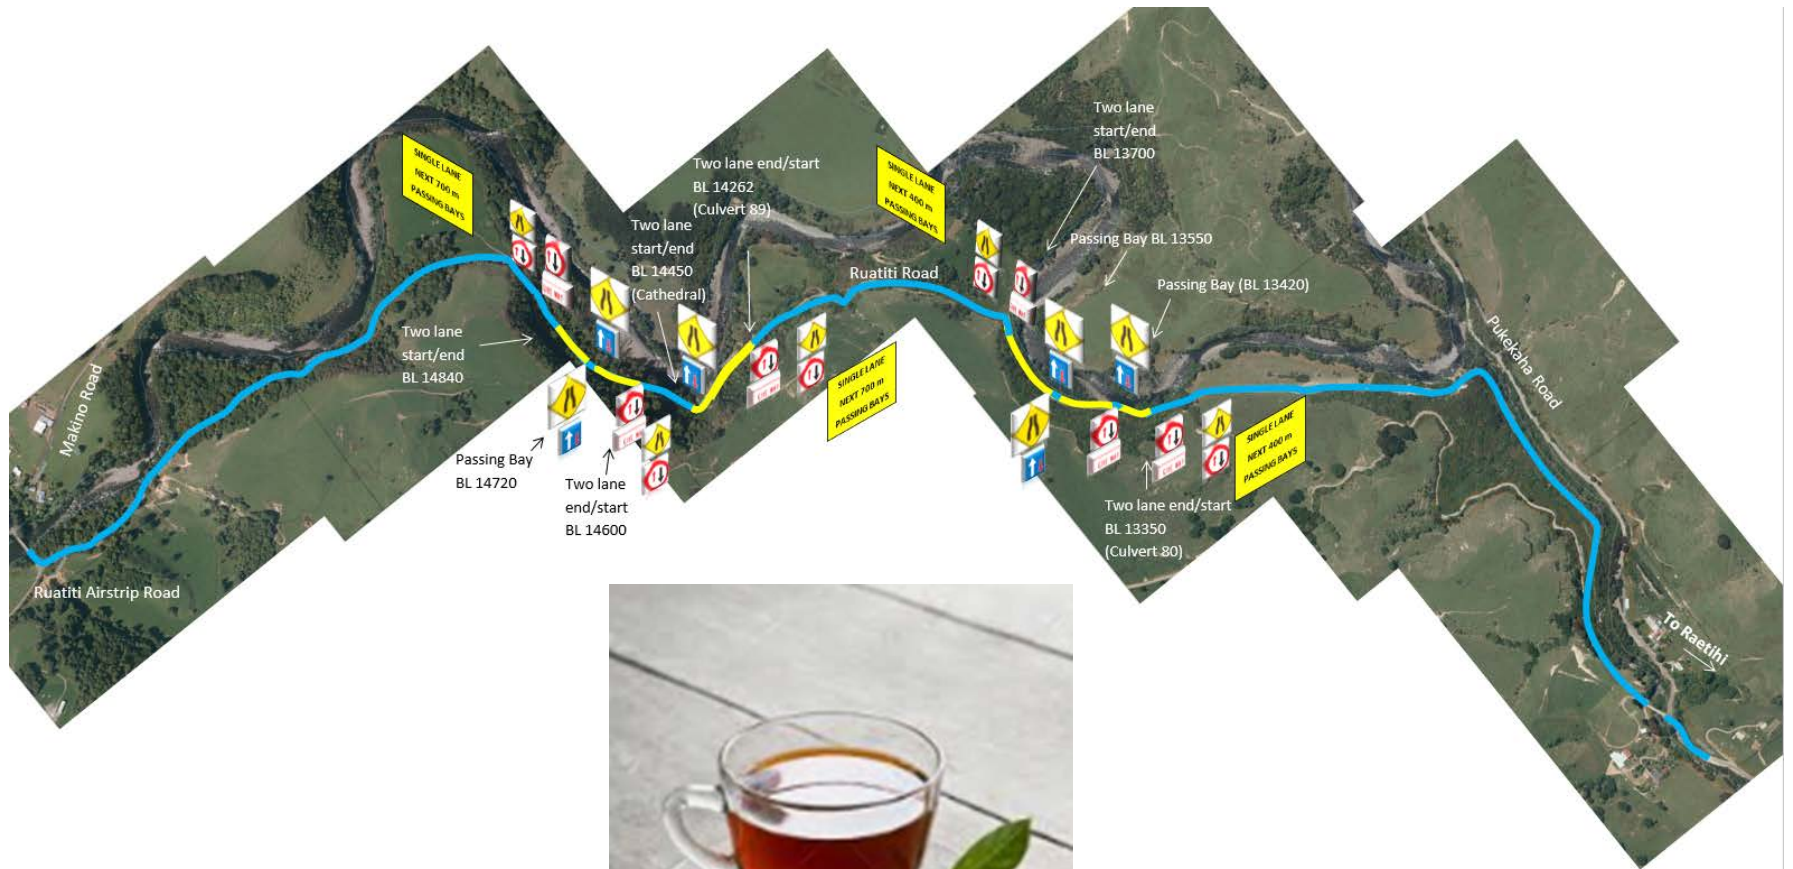 SINGLE LANE
NEXT 700 m
PASSING BAYS
Two lane end/start
BL 14262
(Culvert 89)
SINGLE LANE
NEXT 400 m
PASSING BAYS
Two lane
start/end
BL 13700
Two lane
start/end
BL 14450
(Cathedral)
Passing Bay BL 13550
Ruatiti Road
Passing Bay (BL 13420)
Two lane
start/end
BL 14840
Pukekaha Road
Makino Road
SINGLE LANE
NEXT 700 m
PASSING BAYS
SINGLE LANE
NEXT 400 m
PASSING BAYS
Passing Bay
BL 14720
Two lane
end/start
BL 14600
Two lane end/start
BL 13350
(Culvert 80)
Ruatiti Airstrip Road
To Raetihi